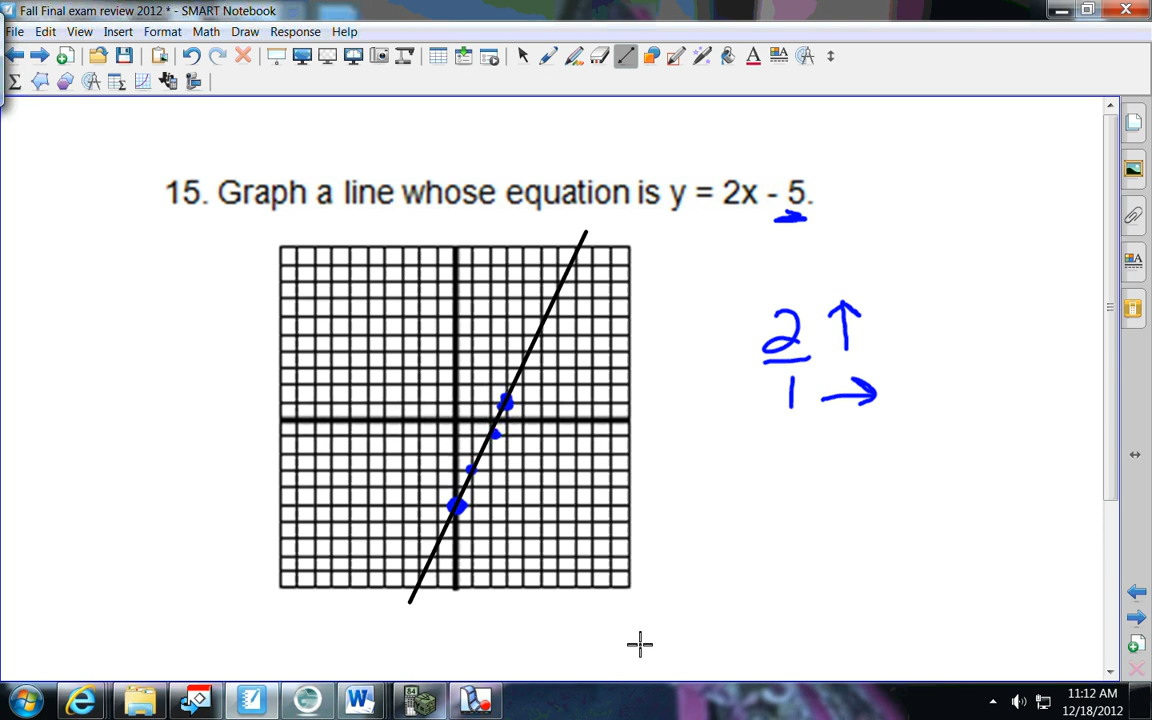 Fall Final exam review 2012 * - SMART Notebook
File Edit View Insert Format Math Draw Response Help
15. Graph a line whose equation is y = 2x - 5.
2 ↑
1 →
11:12 AM
12/18/2012